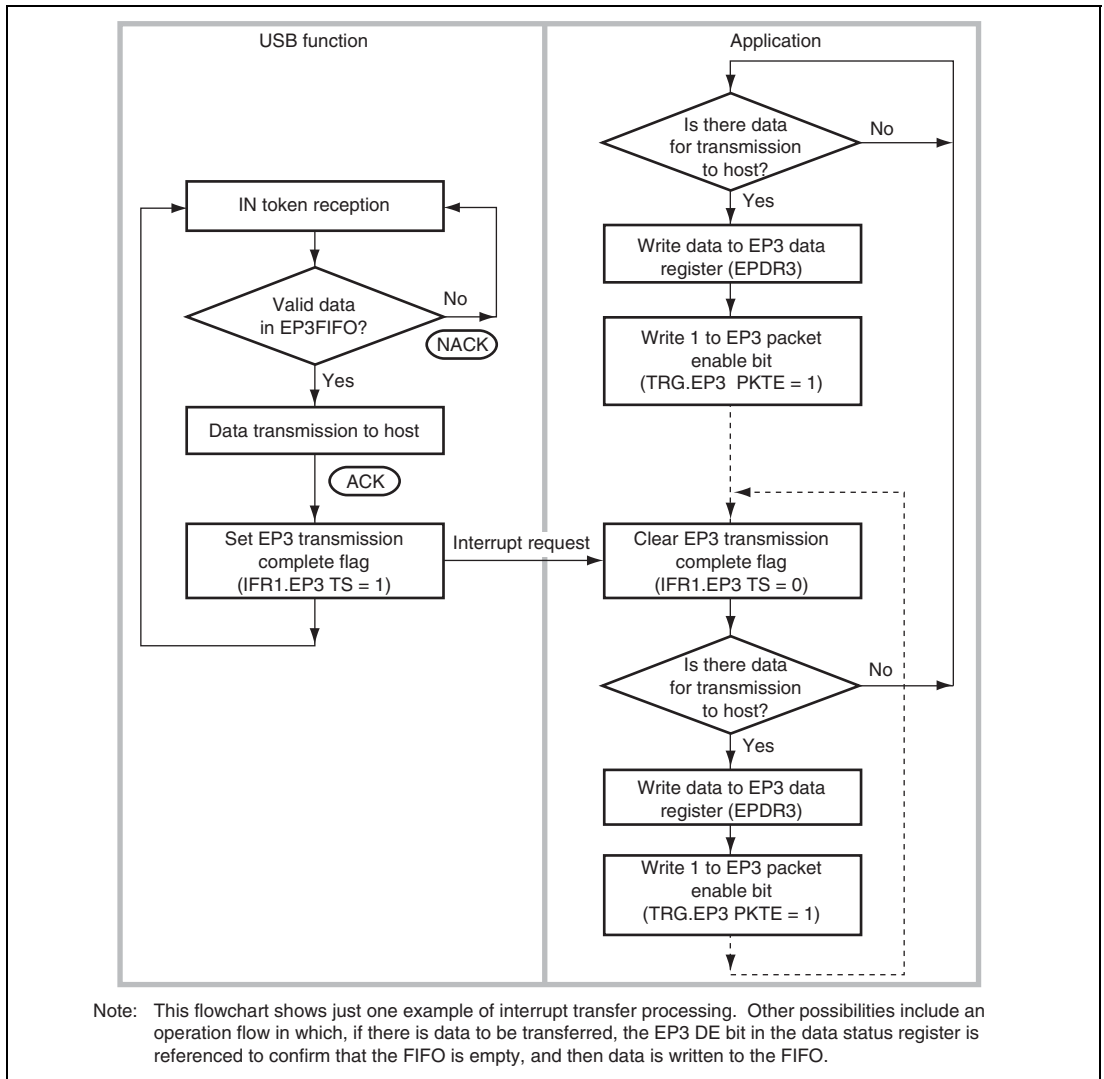 USB function
Application
Is there data
for transmission
to host?
No
Yes
Write data to EP3 data
register (EPDR3)
Write 1 to EP3 packet
enable bit
(TRG.EP3 PKTE = 1)
IN token reception
Valid data
in EP3FIFO?
No
NACK
Yes
Data transmission to host
ACK
Set EP3 transmission
complete flag
(IFR1.EP3 TS = 1)
Interrupt request
Clear EP3 transmission
complete flag
(IFR1.EP3 TS = 0)
Is there data
for transmission
to host?
No
Yes
Write data to EP3 data
register (EPDR3)
Write 1 to EP3 packet
enable bit
(TRG.EP3 PKTE = 1)
Note: This flowchart shows just one example of interrupt transfer processing. Other possibilities include an
operation flow in which, if there is data to be transferred, the EP3 DE bit in the data status register is
referenced to confirm that the FIFO is empty, and then data is written to the FIFO.